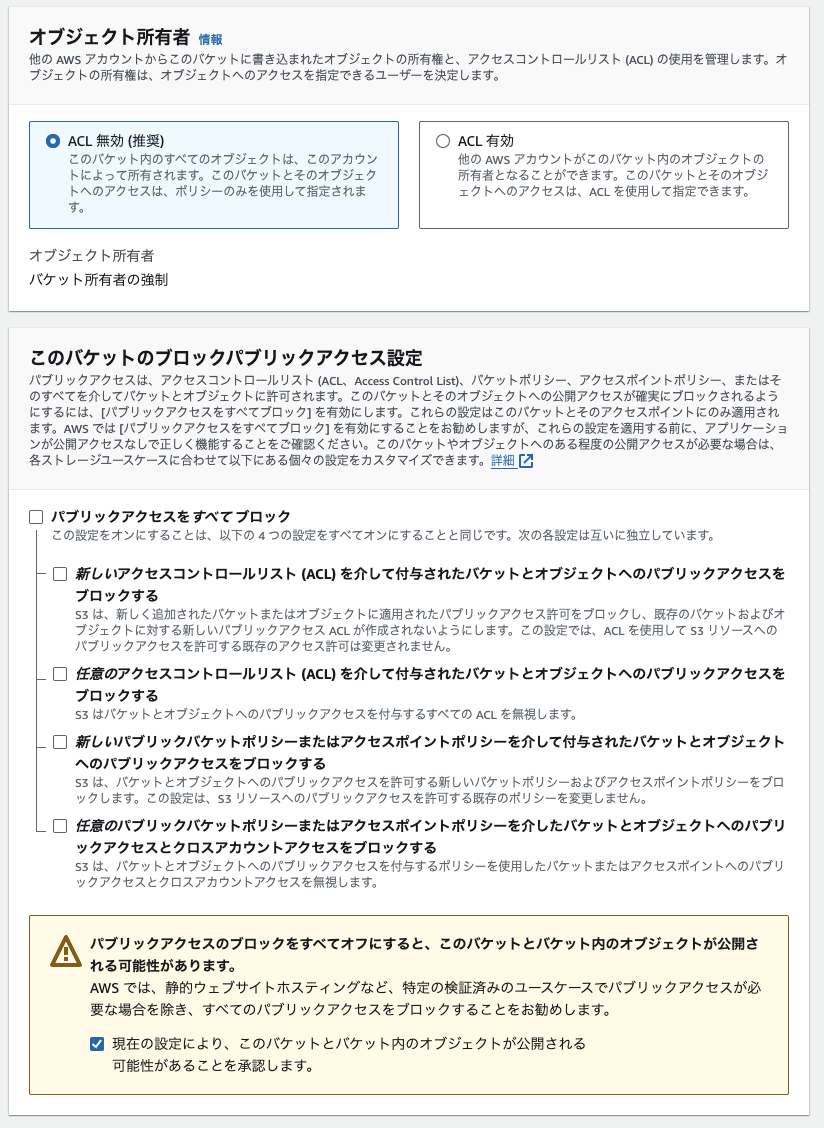 オブジェクト所有者 情報
他の AWS アカウントからこのバケットに書き込まれたオブジェクトの所有権と、アクセスコントロールリスト (ACL) の使用を管理します。オ
ブジェクトの所有権は、オブジェクトへのアクセスを指定できるユーザーを決定します。
ACL 無効 (推奨)
このバケット内のすべてのオブジェクトは、このアカウン
トによって所有されます。このバケットとそのオブジェク
トへのアクセスは、ポリシーのみを使用して指定されま
す。
ACL 有効
他の AWS アカウントがこのバケット内のオブジェクトの
所有者となることができます。このバケットとそのオブジ
ェクトへのアクセスは、ACL を使用して指定できます。
オブジェクト所有者
バケット所有者の強制
このバケットのブロックパブリックアクセス設定
パブリックアクセスは、アクセスコントロールリスト (ACL、Access Control List)、バケットポリシー、アクセスポイントポリシー、またはそ
のすべてを介してバケットとオブジェクトに許可されます。このバケットとそのオブジェクトへの公開アクセスが確実にブロックされるよう
にするには、[パブリックアクセスをすべてブロック] を有効にします。これらの設定はこのバケットとそのアクセスポイントにのみ適用され
ます。AWS では [パブリックアクセスをすべてブロック] を有効にすることをお勧めしますが、これらの設定を適用する前に、アプリケーショ
ンが公開アクセスなしで正しく機能することをご確認ください。このバケットやオブジェクトへのある程度の公開アクセスが必要な場合は、
各ストレージユースケースに合わせて以下にある個々の設定をカスタマイズできます。詳細
パブリックアクセスをすべて ブロック
この設定をオンにすることは、以下の 4 つの設定をすべてオンにすることと同じです。次の各設定は互いに独立しています。
新しいアクセスコントロールリスト (ACL) を介して付与されたバケットとオブジェクトへのパブリックアクセスを
ブロックする
S3 は、新しく追加されたバケットまたはオブジェクトに適用されたパブリックアクセス許可をブロックし、既存のバケットおよびオ
ブジェクトに対する新しいパブリックアクセス ACL が作成されないようにします。この設定では、ACL を使用して S3 リソースへの
パブリックアクセスを許可する既存のアクセス許可は変更されません。
任意のアクセスコントロールリスト (ACL) を介して付与されたバケットとオブジェクトへのパブリックアクセスを
ブロックする
S3 はバケットとオブジェクトへのパブリックアクセスを付与するすべての ACL を無視します。
新しいパブリックバケットポリシーまたはアクセスポイントポリシーを介して付与されたバケットとオブジェクト
へのパブリックアクセスをブロックする
S3 は、バケットとオブジェクトへのパブリックアクセスを許可する新しいバケットポリシーおよびアクセスポイントポリシーをブロ
ックします。この設定は、S3 リソースへのパブリックアクセスを許可する既存のポリシーを変更しません。
任意のパブリックバケットポリシーまたはアクセスポイントポリシーを介したバケットとオブジェクトへのパブリ
ックアクセスとクロスアカウントアクセスをブロックする
S3 は、バケットとオブジェクトへのパブリックアクセスを付与するポリシーを使用したバケットまたはアクセスポイントへのパブリ
ックアクセスとクロスアカウントアクセスを無視します。
パブリックアクセスのブロックをすべてオフにすると、このバケットとバケット内のオブジェクトが公開さ
れる可能性があります。
AWS では、静的ウェブサイトホスティングなど、特定の検証済みのユースケースでパブリックアクセスが必
要な場合を除き、すべてのパブリックアクセスをブロックすることをお勧めします。
現在の設定により、このバケットとバケット内のオブジェクトが公開される
可能性があることを承認します。